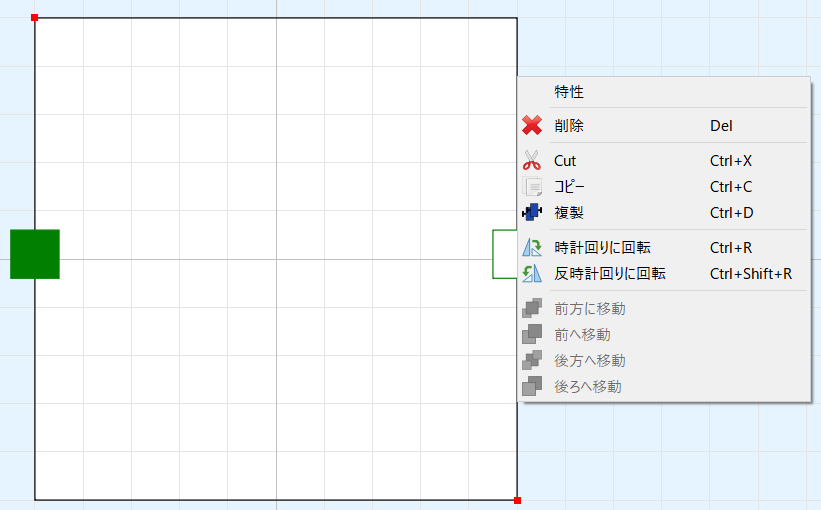 特性
削除 Del
Cut Ctrl+X
コピー Ctrl+C
複製 Ctrl+D
時計回りに回転 Ctrl+R
反時計回りに回転 Ctrl+Shift+R
前方に移動
前へ移動
後方へ移動
後ろへ移動